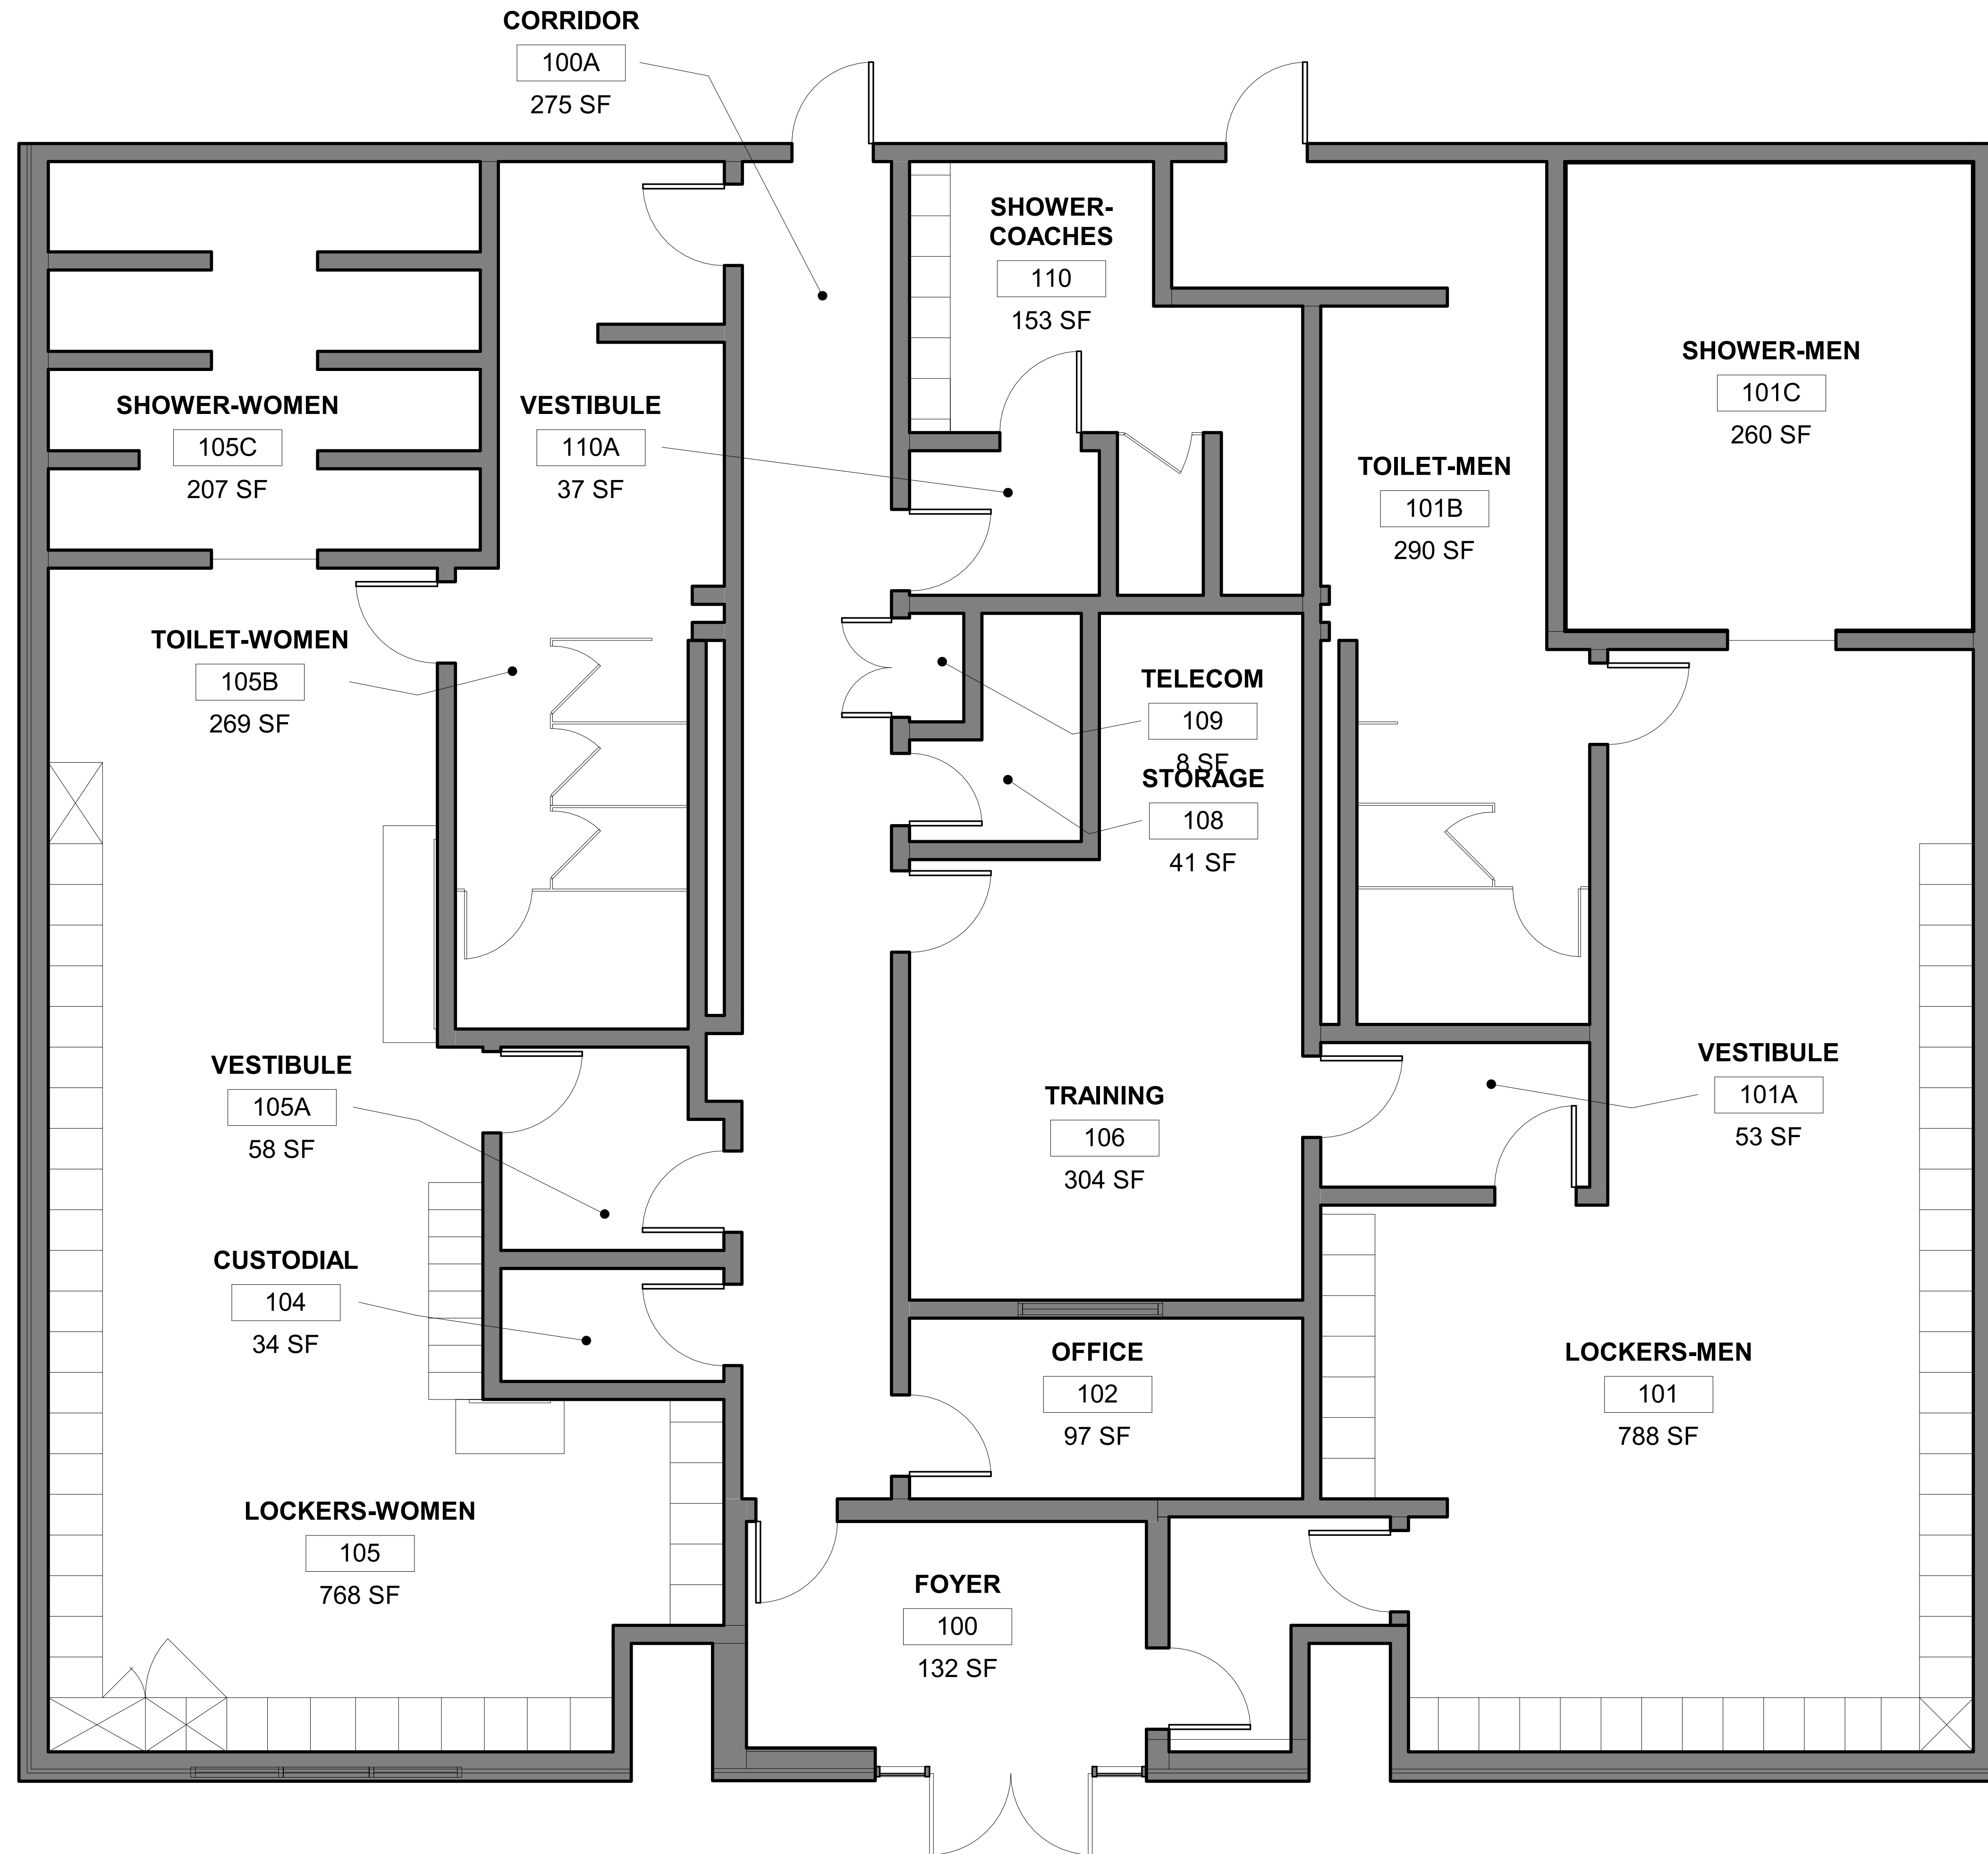 CORRIDOR
100A
275 SF
SHOWER-
COACHES
110
153 SF
SHOWER-MEN
101C
260 SF
SHOWER-WOMEN
105C
207 SF
VESTIBULE
110A
37 SF
TOILET-MEN
101B
290 SF
TOILET-WOMEN
105B
269 SF
TELECOM
109
8 SF
STORAGE
108
41 SF
VESTIBULE
105A
58 SF
TRAINING
106
304 SF
VESTIBULE
101A
53 SF
CUSTODIAL
104
34 SF
OFFICE
102
97 SF
LOCKERS-MEN
101
788 SF
LOCKERS-WOMEN
105
768 SF
FOYER
100
132 SF